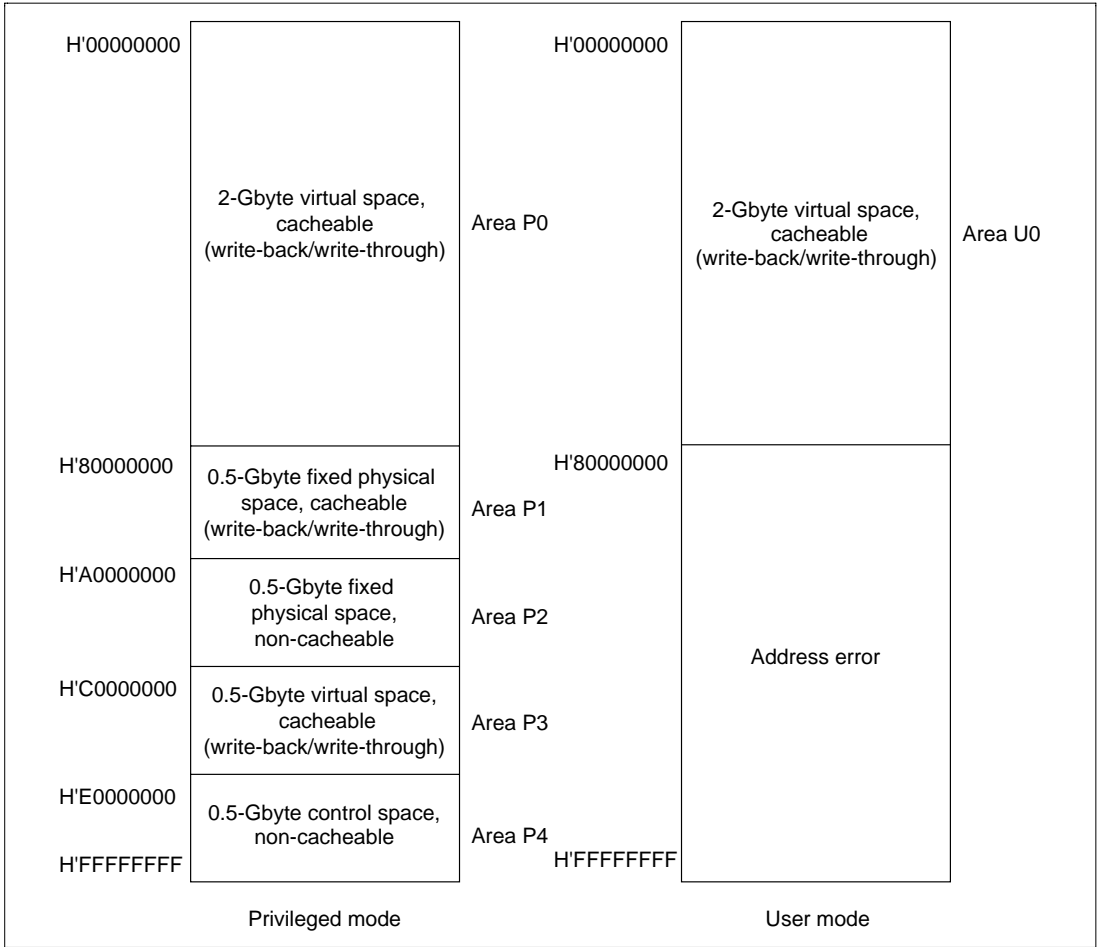 H'00000000
2-Gbyte virtual space,
cacheable
(write-back/write-through)
Area P0
H'80000000
0.5-Gbyte fixed physical
space, cacheable
(write-back/write-through)
Area P1
H'A0000000
0.5-Gbyte fixed
physical space,
non-cacheable
Area P2
H'C0000000
0.5-Gbyte virtual space,
cacheable
(write-back/write-through)
Area P3
H'E0000000
0.5-Gbyte control space,
non-cacheable
Area P4
H'FFFFFFFF
Privileged mode
H'00000000
2-Gbyte virtual space,
cacheable
(write-back/write-through)
Area U0
H'80000000
Address error
H'FFFFFFFF
User mode